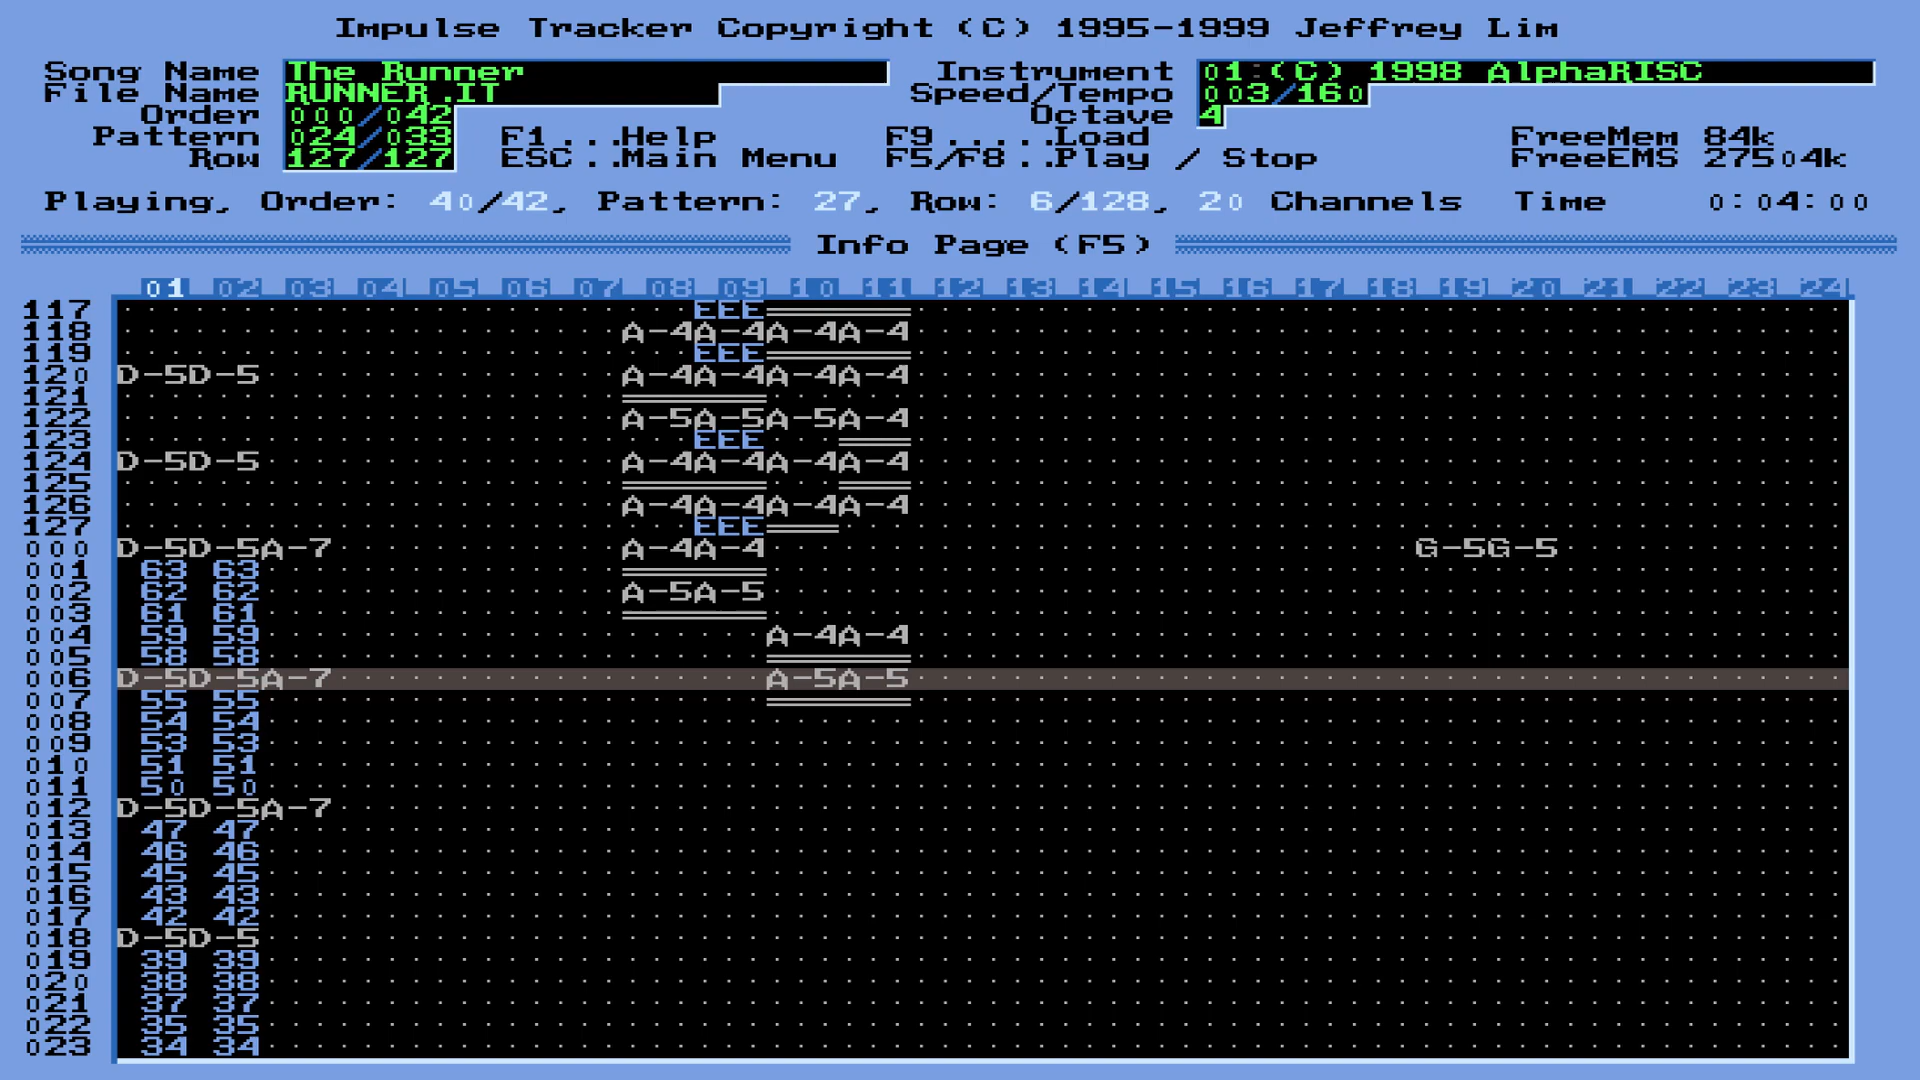 Impulse Tracker Copyright (C) 1995-1999 Jeffrey Lim
Song Name The Runner Instrument 01:(C) 1998 AlphaRISC
File Name RUNNER.IT Speed/Tempo 003/160
Order 000/042 Octave 4
Pattern 024/033 F1...Help F9.....Load FreeMem 84k
Row 127/127 ESC..Main Menu F5/F8..Play / Stop FreeEMS 27504k
Playing, Order: 40/42, Pattern: 27, Row: 6/128, 20 Channels Time 0:04:00
Info Page (F5)
01 02 03 04 05 06 07 08 09 10 11 12 13 14 15 16 17 18 19 20 21 22 23 24
117 EEE
118 A-4A-4A-4A-4
119 EEE
120 D-5D-5 A-4A-4A-4A-4
121
122 A-5A-5A-5A-4
123 EEE
124 D-5D-5 A-4A-4A-4A-4
125
126 A-4A-4A-4A-4
127 EEE
000 D-5D-5A-7 A-4A-4 G-5G-5
001 63 63
002 62 62 A-5A-5
003 61 61
004 59 59 A-4A-4
005 58 58
006 D-5D-5A-7 A-5A-5
007 55 55
008 54 54
009 53 53
010 51 51
011 50 50
012 D-5D-5A-7
013 47 47
014 46 46
015 45 45
016 43 43
017 42 42
018 D-5D-5
019 39 39
020 38 38
021 37 37
022 35 35
023 34 34